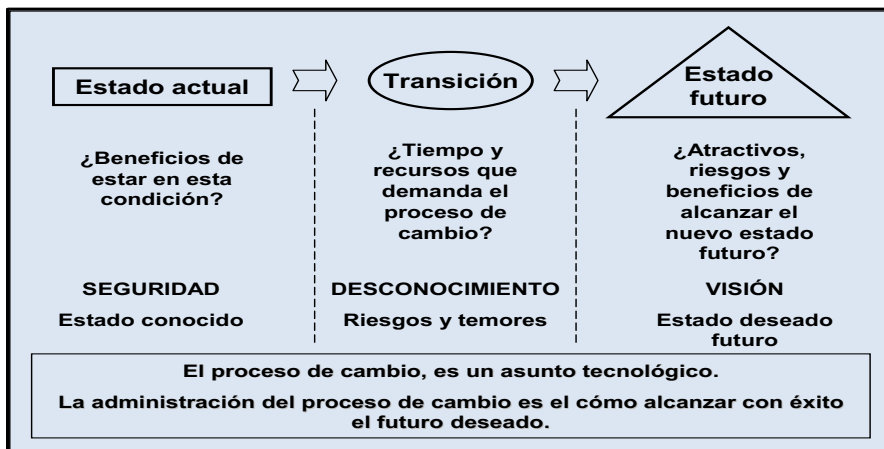 Estado actual
Transición
Estado
futuro
¿Beneficios de
estar en esta
condición?
¿Tiempo y
recursos que
demanda el
proceso de
cambio?
¿Atractivos,
riesgos y
beneficios de
alcanzar el
nuevo estado
futuro?
SEGURIDAD
DESCONOCIMIENTO
VISIÓN
Estado conocido
Riesgos y temores
Estado deseado
futuro
El proceso de cambio, es un asunto tecnológico.
La administración del proceso de cambio es el cómo alcanzar con éxito
el futuro deseado.